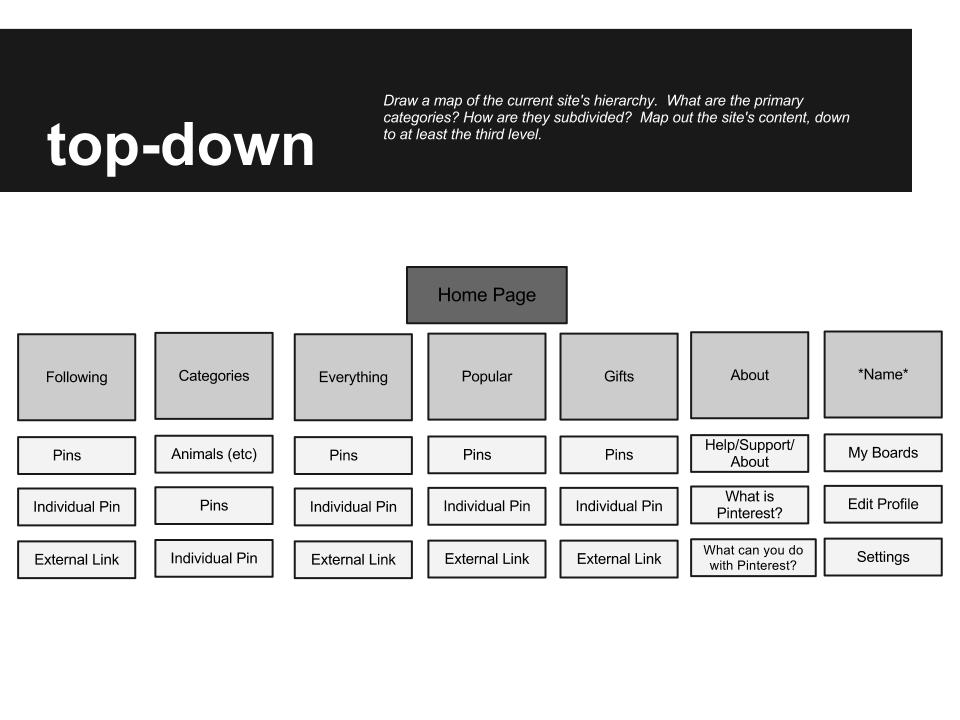 top-down
Draw a map of the current site's hierarchy.  What are the primary
categories? How are they subdivided?  Map out the site's content, down
to at least the third level.
Home Page
Following
Categories
Everything
Popular
Gifts
About
*Name*
Pins
Animals (etc)
Pins
Pins
Pins
Help/Support/
About
My Boards
Individual Pin
Pins
Individual Pin
Individual Pin
Individual Pin
What is
Pinterest?
Edit Profile
External Link
Individual Pin
External Link
External Link
External Link
What can you do
with Pinterest?
Settings